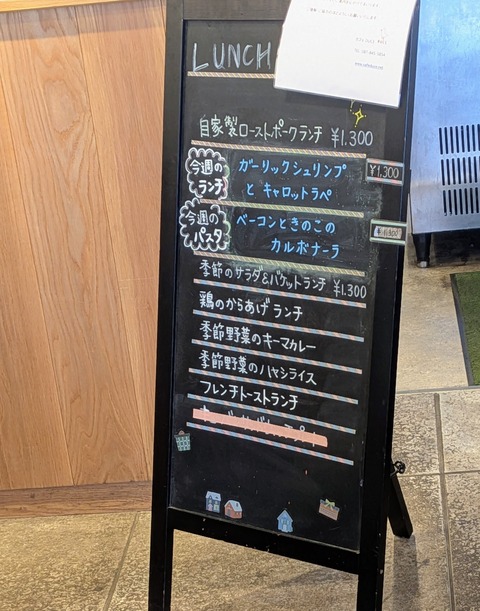 LUNCH
自家製ローストポークランチ ¥1,300
今週の
ランチ
ガーリックシュリンプ
と キャロットラペ
¥1,300
今週の
パスタ
ベーコンときのこの
カルボナーラ
季節のサラダ&バケットランチ ¥1.300
鶏のからあげランチ
季節野菜のキーマカレー
季節野菜のハヤシライス
フレンチトーストランチ